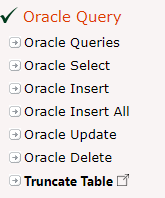 Oracle Query
Oracle Queries
Oracle Select
Oracle Insert
Oracle Insert All
Oracle Update
Oracle Delete
Truncate Table